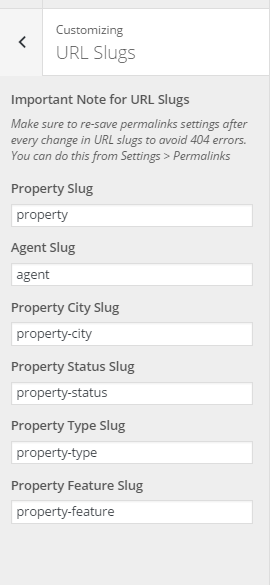 Customizing
URL Slugs
Important Note for URL Slugs
Make sure to re-save permalinks settings after
every change in URL slugs to avoid 404 errors.
You can do this from Settings > Permalinks
Property Slug
property
Agent Slug
agent
Property City Slug
property-city
Property Status Slug
property-status
Property Type Slug
property-type
Property Feature Slug
property-feature